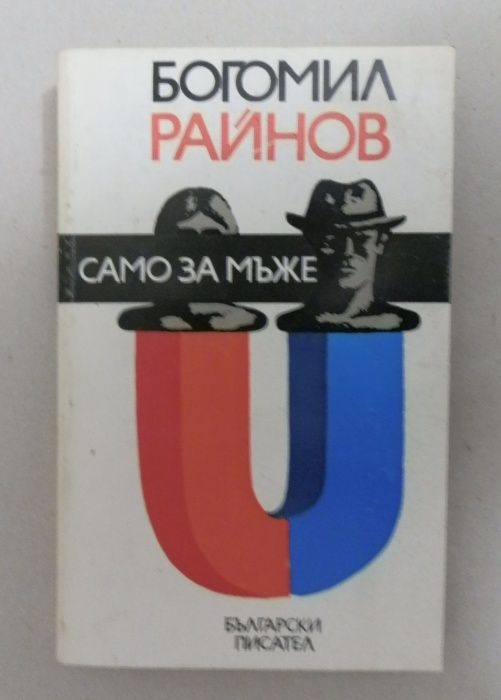 БОГОМИЛ
РАЙНОВ
САМО ЗА МЪЖЕ
БЪЛГАРСКИ
ПИСАТЕЛ